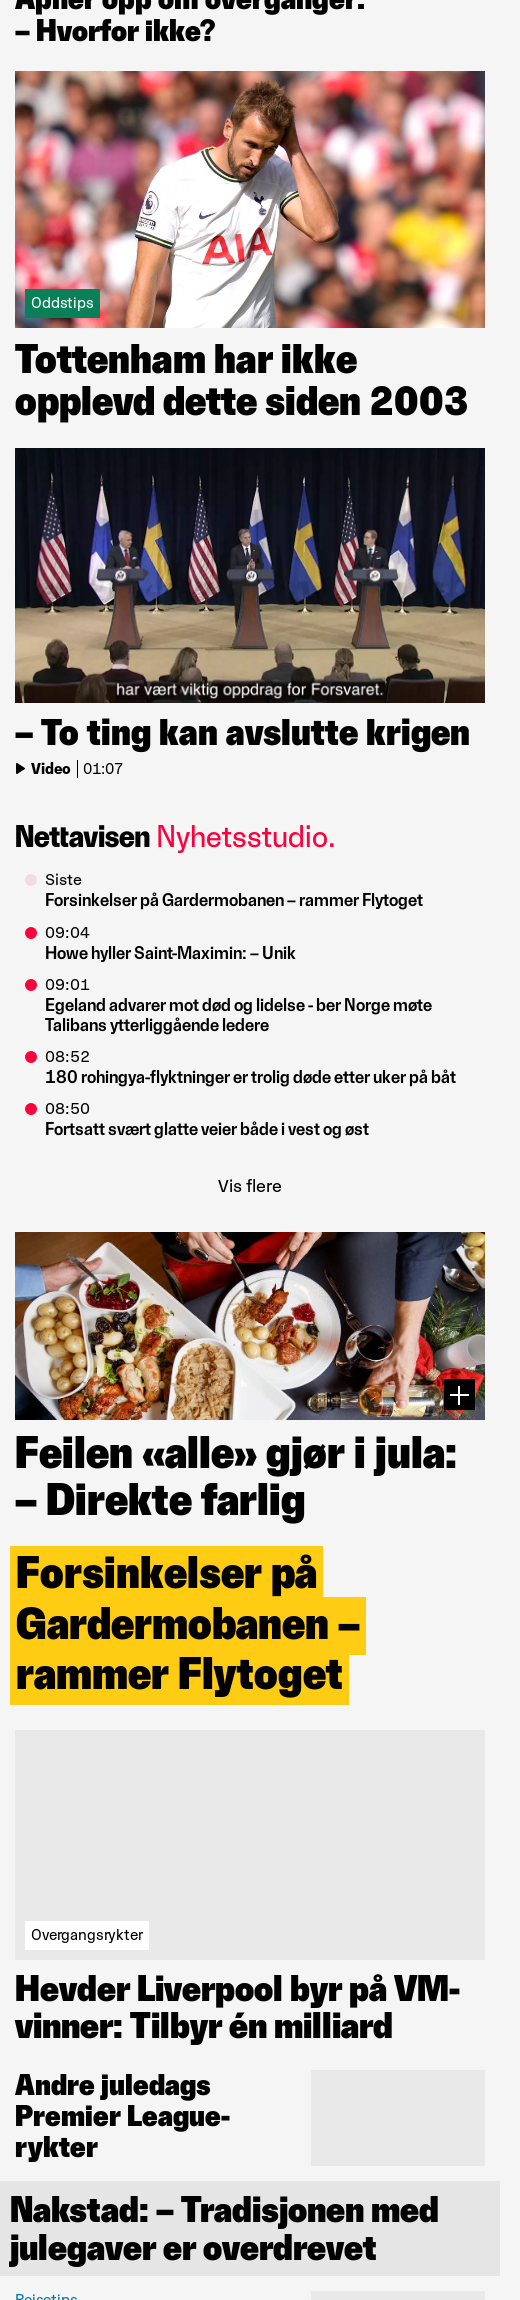 Åpner opp om overganger:
– Hvorfor ikke?
AIA
Oddstips
Tottenham har ikke
opplevd dette siden 2003
har vært viktig oppdrag for Forsvaret.
– To ting kan avslutte krigen
Video | 01:07
Nettavisen Nyhetsstudio.
Siste
Forsinkelser på Gardermobanen – rammer Flytoget
09:04
Howe hyller Saint-Maximin: – Unik
09:01
Egeland advarer mot død og lidelse - ber Norge møte
Talibans ytterliggående ledere
08:52
180 rohingya-flyktninger er trolig døde etter uker på båt
08:50
Fortsatt svært glatte veier både i vest og øst
Vis flere
Feilen «alle» gjør i jula:
– Direkte farlig
Forsinkelser på
Gardermobanen –
rammer Flytoget
Overgangsrykter
Hevder Liverpool byr på VM-
vinner: Tilbyr én milliard
Andre juledags
Premier League-
rykter
Nakstad: – Tradisjonen med
julegaver er overdrevet
Reisetips